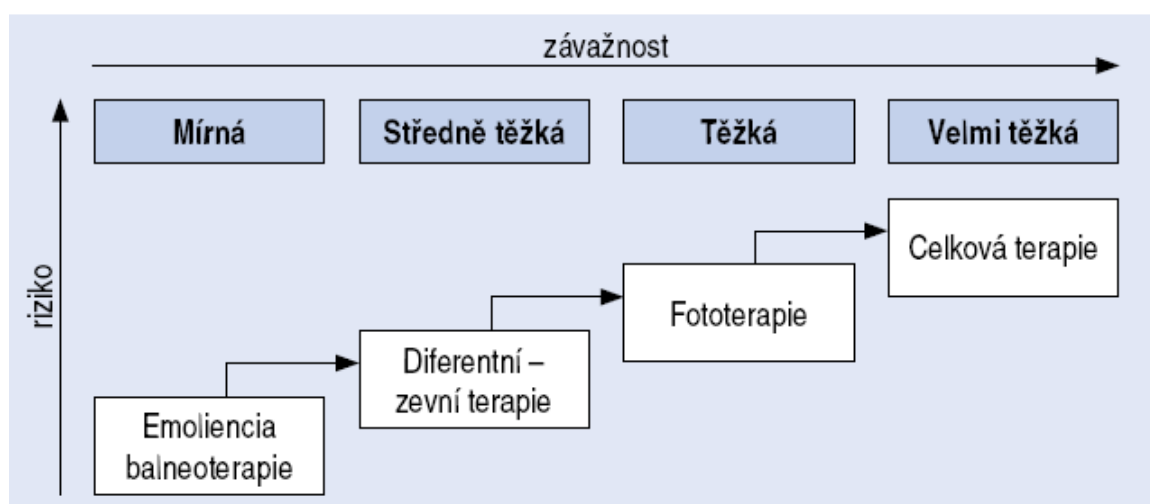 závažnost
Mírná
Středně těžká
Těžká
Velmi těžká
riziko
Celková terapie
Fototerapie
Diferentní –
zevní terapie
Emoliencia
balneoterapie